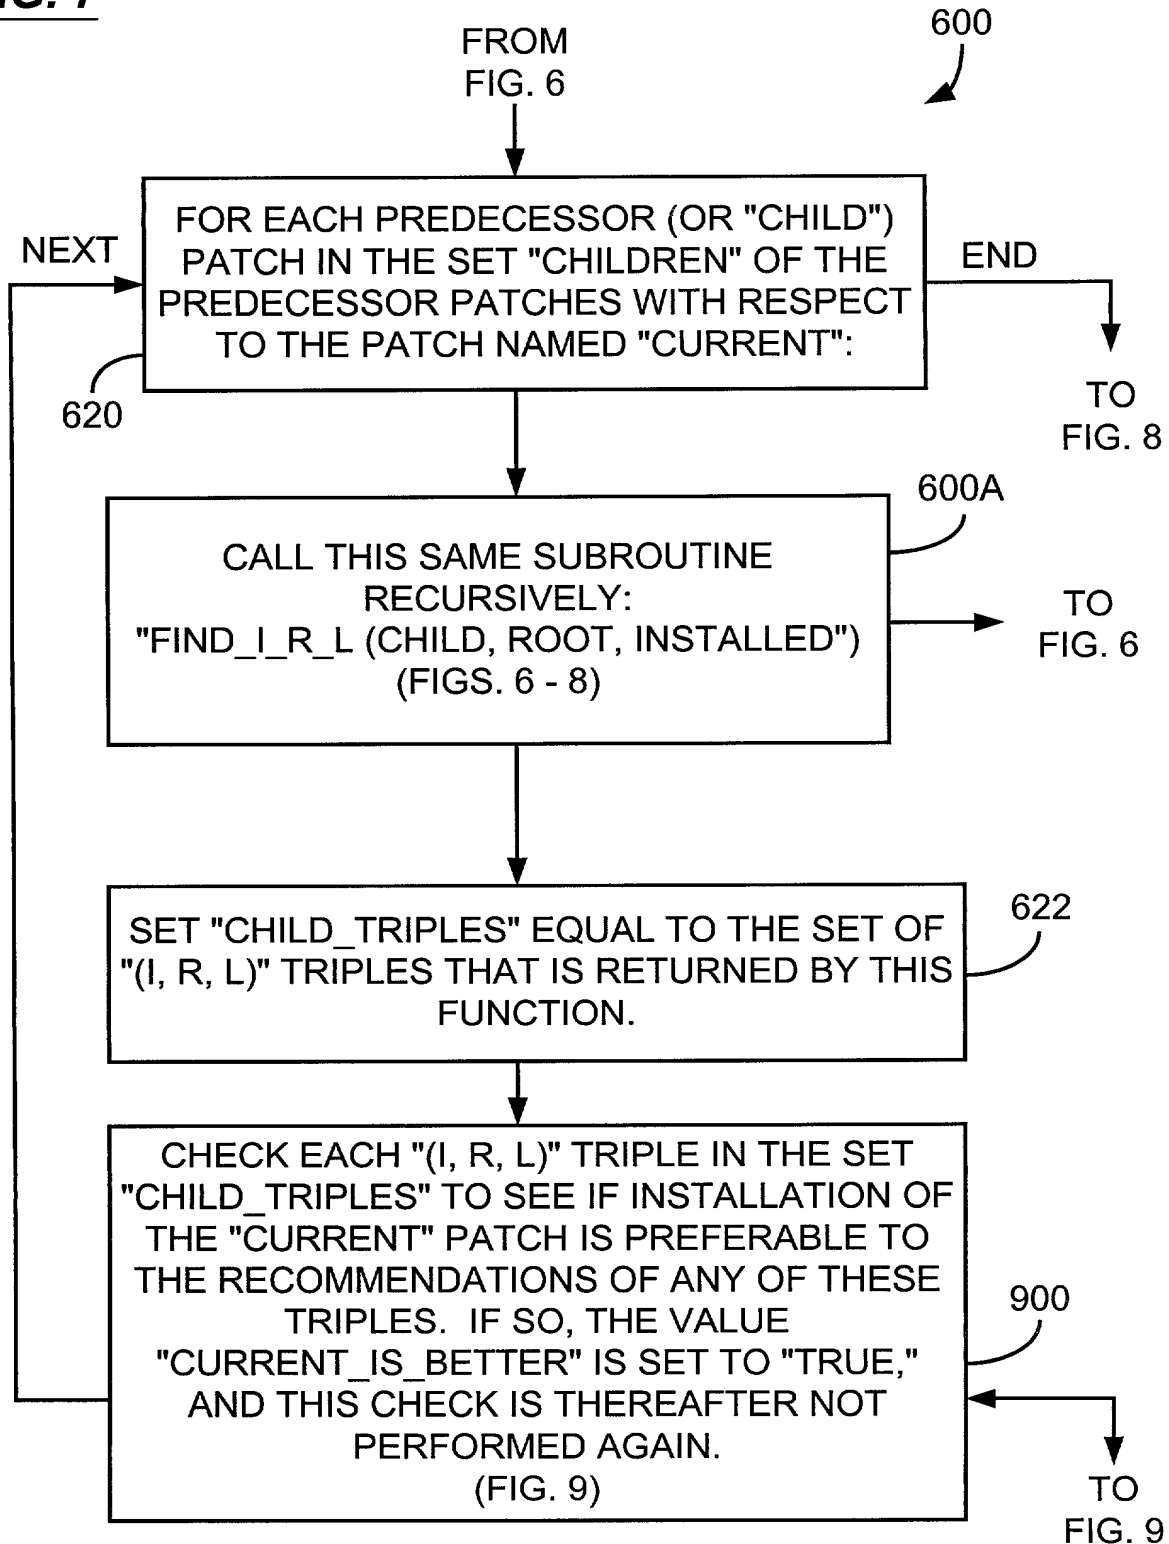 FIG. 7
600
FROM
FIG. 6
FOR EACH PREDECESSOR (OR "CHILD")
PATCH IN THE SET "CHILDREN" OF THE
PREDECESSOR PATCHES WITH RESPECT
TO THE PATCH NAMED "CURRENT":
NEXT
END
620
TO
FIG. 8
600A
CALL THIS SAME SUBROUTINE
RECURSIVELY:
"FIND_I_R_L (CHILD, ROOT, INSTALLED")
(FIGS. 6 - 8)
TO
FIG. 6
622
SET "CHILD_TRIPLES" EQUAL TO THE SET OF
"(I, R, L)" TRIPLES THAT IS RETURNED BY THIS
FUNCTION.
CHECK EACH "(I, R, L)" TRIPLE IN THE SET
"CHILD_TRIPLES" TO SEE IF INSTALLATION OF
THE "CURRENT" PATCH IS PREFERABLE TO
THE RECOMMENDATIONS OF ANY OF THESE
TRIPLES. IF SO, THE VALUE
"CURRENT_IS_BETTER" IS SET TO "TRUE,"
AND THIS CHECK IS THEREAFTER NOT
PERFORMED AGAIN.
(FIG. 9)
900
TO
FIG. 9